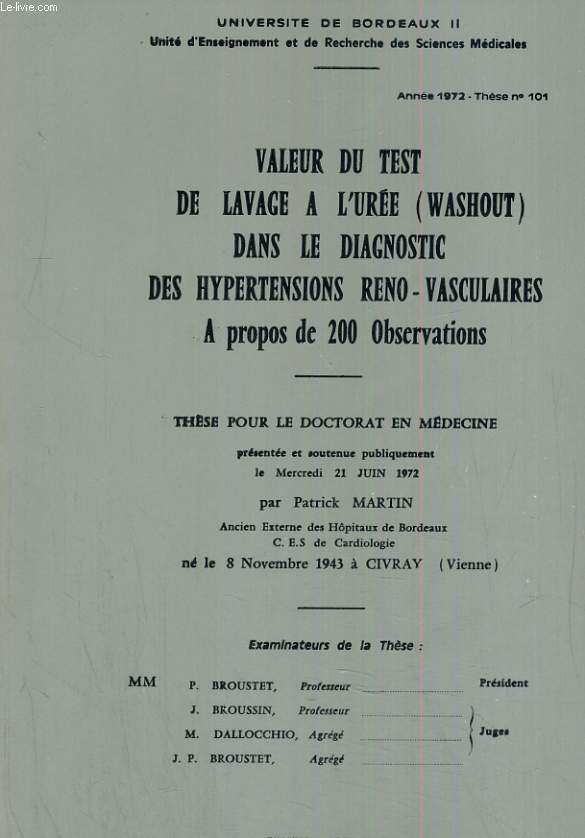 Le-livre.com
UNIVERSITE DE BORDEAUX II
Unité d'Enseignement et de Recherche des Sciences Médicales
Année 1972 - Thèse n° 101
VALEUR DU TEST
DE LAVAGE A L'URÉE (WASHOUT)
DANS LE DIAGNOSTIC
DES HYPERTENSIONS RENO-VASCULAIRES
A propos de 200 Observations
THÈSE POUR LE DOCTORAT EN MÉDECINE
présentée et soutenue publiquement
le Mercredi 21 JUIN 1972
par Patrick MARTIN
Ancien Externe des Hôpitaux de Bordeaux
C. E.S de Cardiologie
né le 8 Novembre 1943 à CIVRAY (Vienne)
Examinateurs de la Thèse :
MM P. BROUSTET, Professeur Président
J. BROUSSIN, Professeur
M. DALLOCCHIO, Agrégé Juges
J. P. BROUSTET, Agrégé